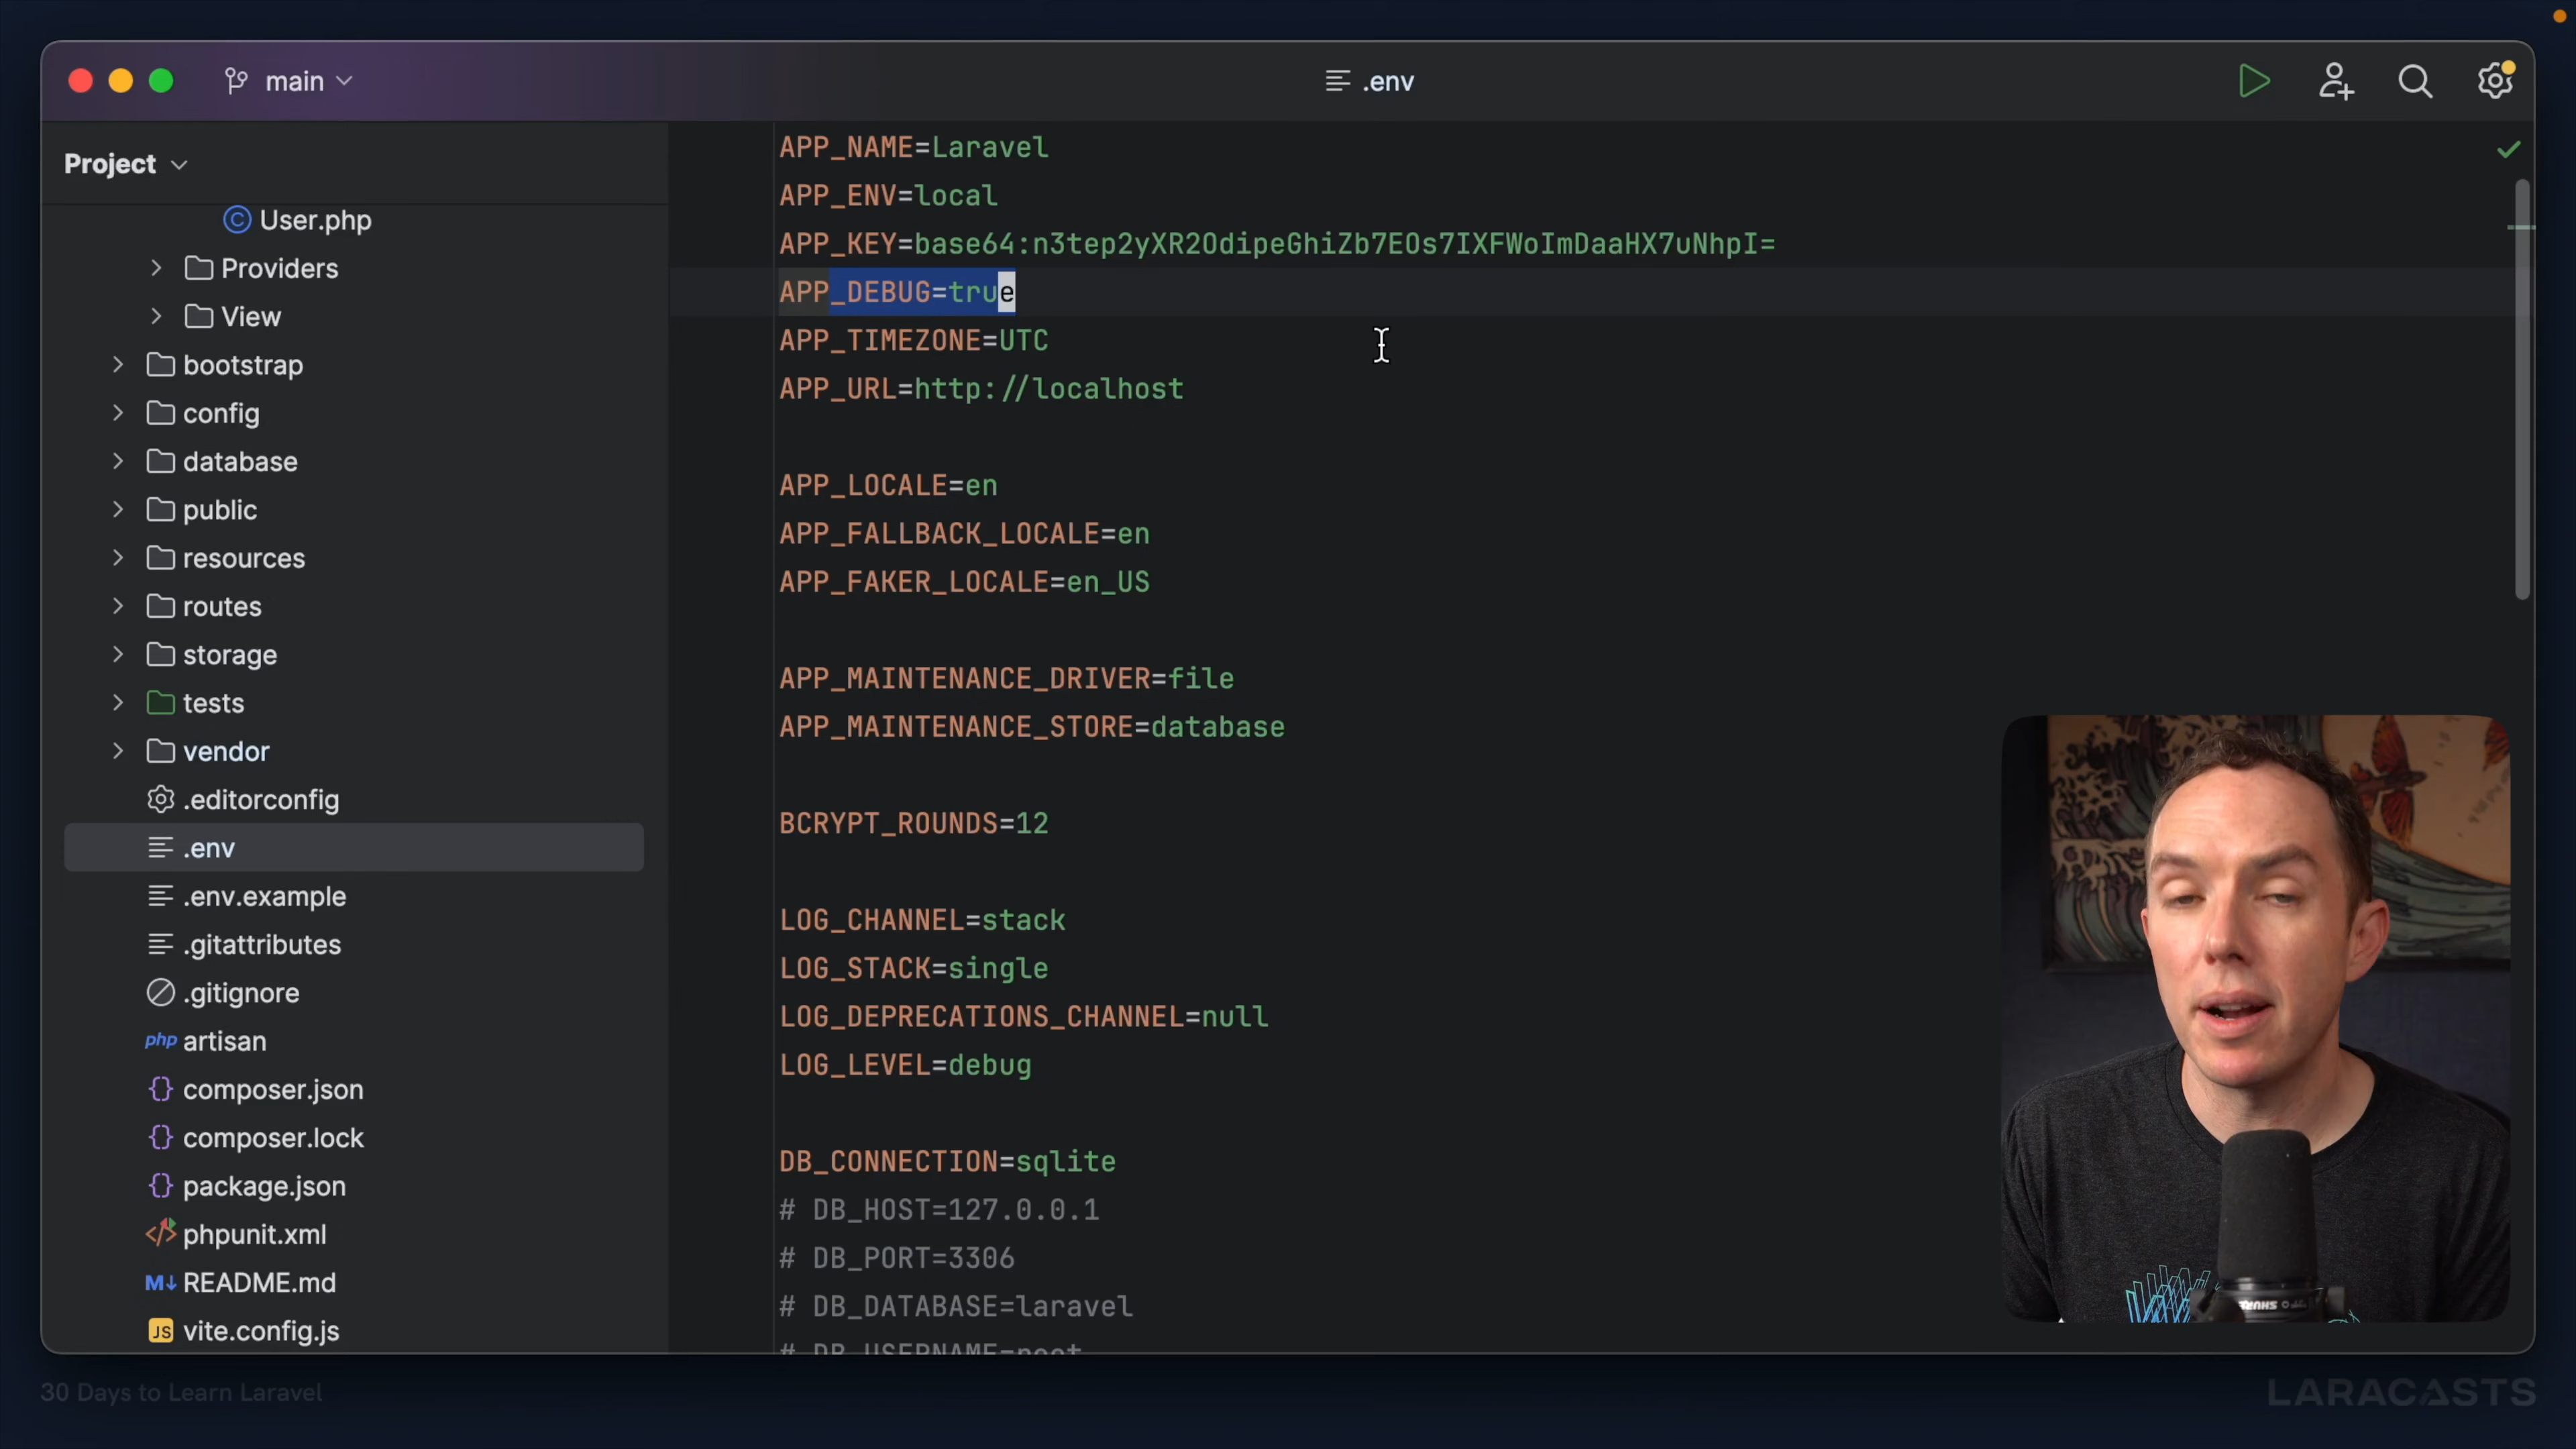 main
.env
Project
User.php
Providers
View
bootstrap
config
database
public
resources
routes
storage
tests
vendor
.editorconfig
.env
.env.example
.gitattributes
.gitignore
php artisan
{} composer.json
{} composer.lock
{} package.json
</> phpunit.xml
M↓ README.md
JS vite.config.js
APP_NAME=Laravel
APP_ENV=local
APP_KEY=base64:n3tep2yXR2OdipeGhiZb7EOs7IXFWoImDaaHX7uNhpI=
APP_DEBUG=true
APP_TIMEZONE=UTC
APP_URL=http://localhost
APP_LOCALE=en
APP_FALLBACK_LOCALE=en
APP_FAKER_LOCALE=en_US
APP_MAINTENANCE_DRIVER=file
APP_MAINTENANCE_STORE=database
BCRYPT_ROUNDS=12
LOG_CHANNEL=stack
LOG_STACK=single
LOG_DEPRECATIONS_CHANNEL=null
LOG_LEVEL=debug
DB_CONNECTION=sqlite
# DB_HOST=127.0.0.1
# DB_PORT=3306
# DB_DATABASE=laravel
# DB_USERNAME=root
SHURE
30 Days to Learn Laravel
LARACASTS